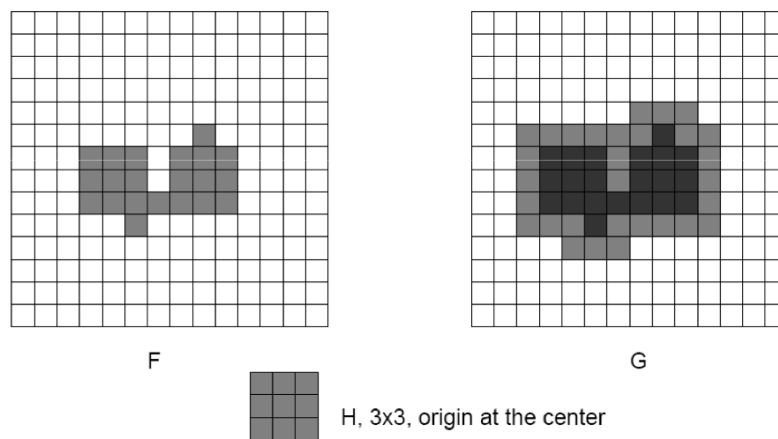 F
G
H, 3x3, origin at the center